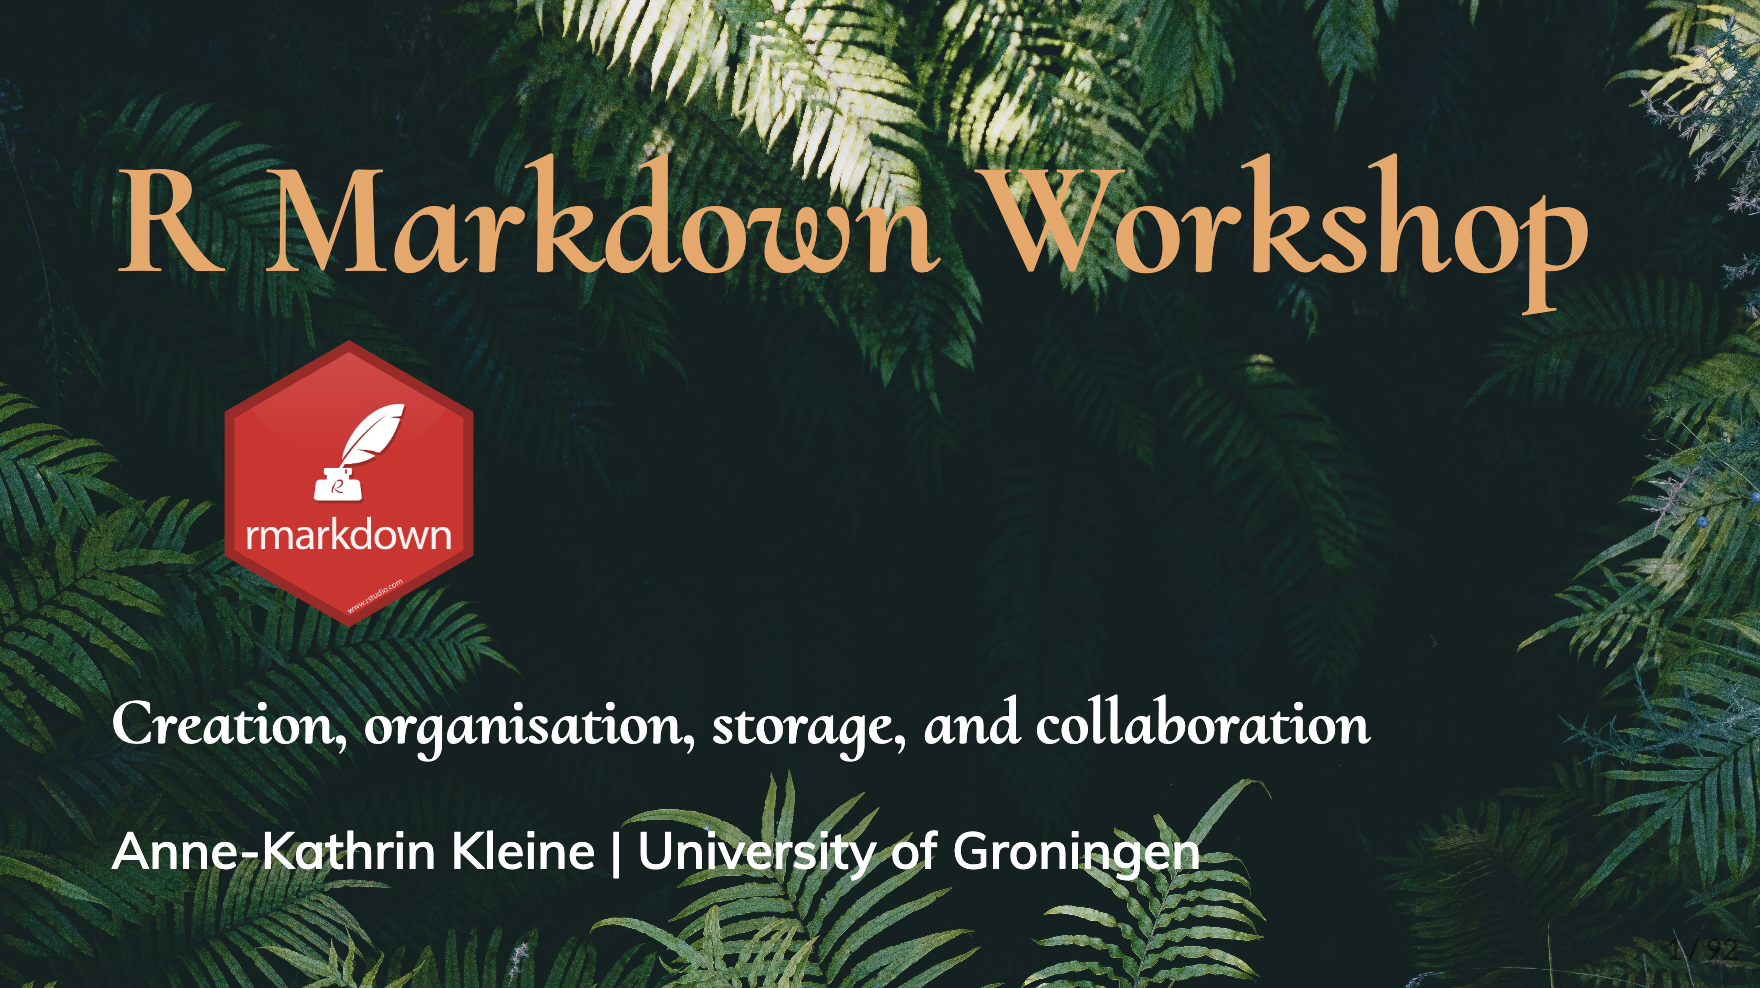 R Markdown Workshop
R
rmarkdown
www.rstudio.com
Creation, organisation, storage, and collaboration
Anne-Kathrin Kleine | University of Groningen
1 / 92